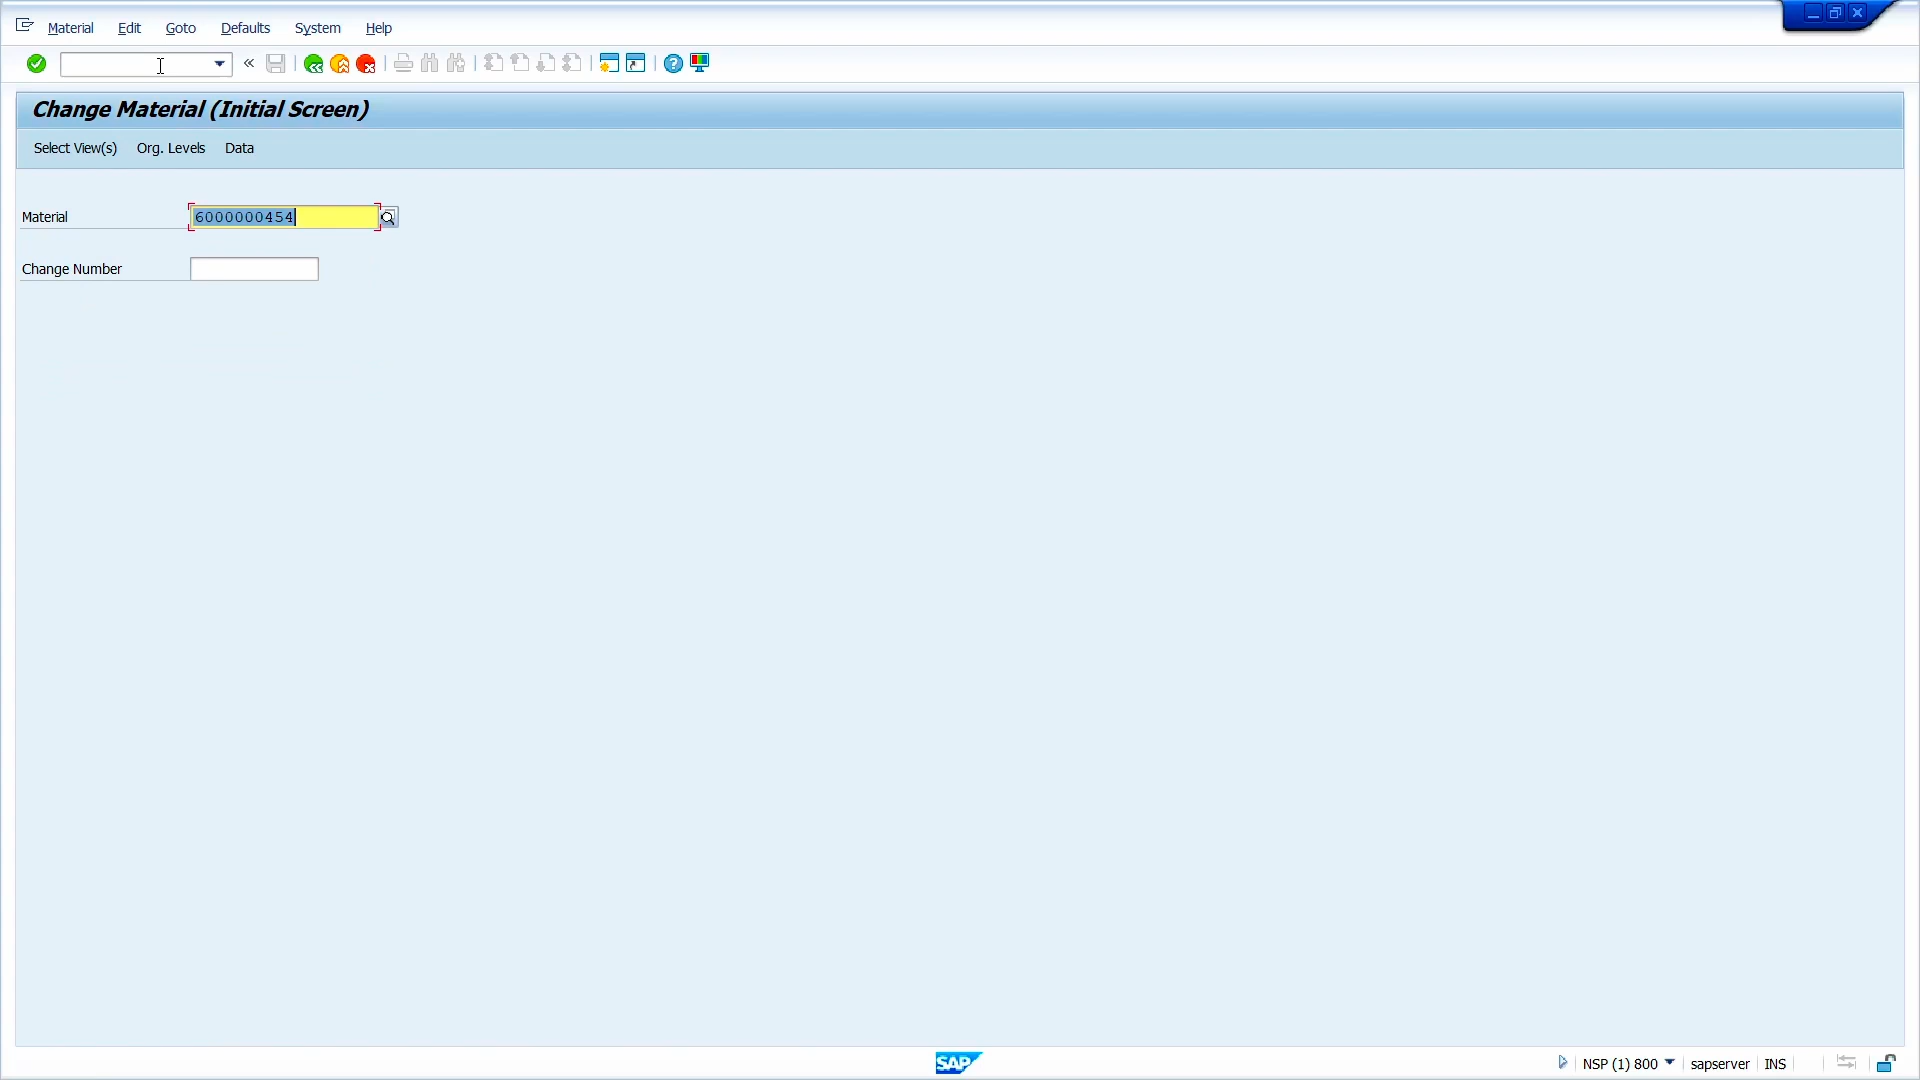 Material Edit Goto Defaults System Help
Change Material (Initial Screen)
Select View(s) Org. Levels Data
Material 6000000454
Change Number
SAP NSP (1) 800 sapserver INS